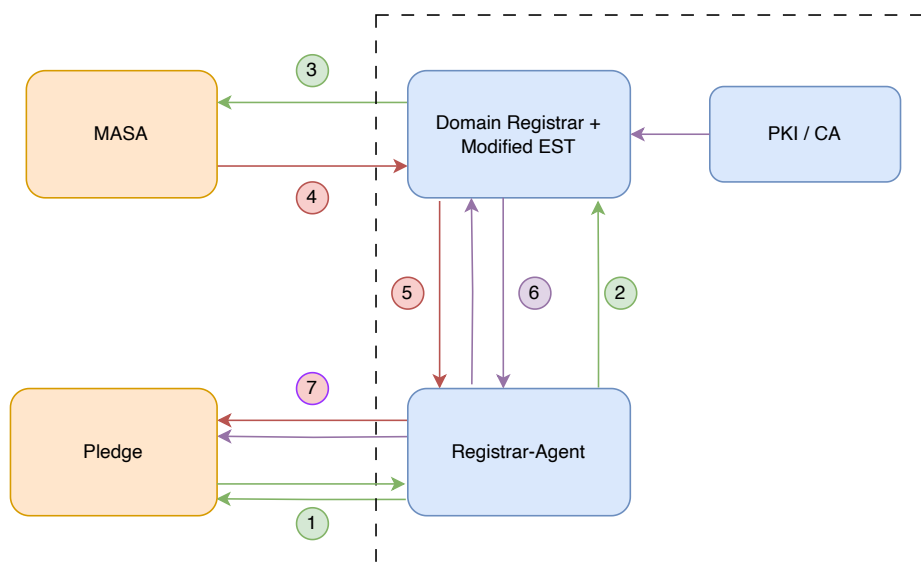 3
MASA
Domain Registrar +
Modified EST
PKI / CA
4
5
6
2
7
Pledge
Registrar-Agent
1